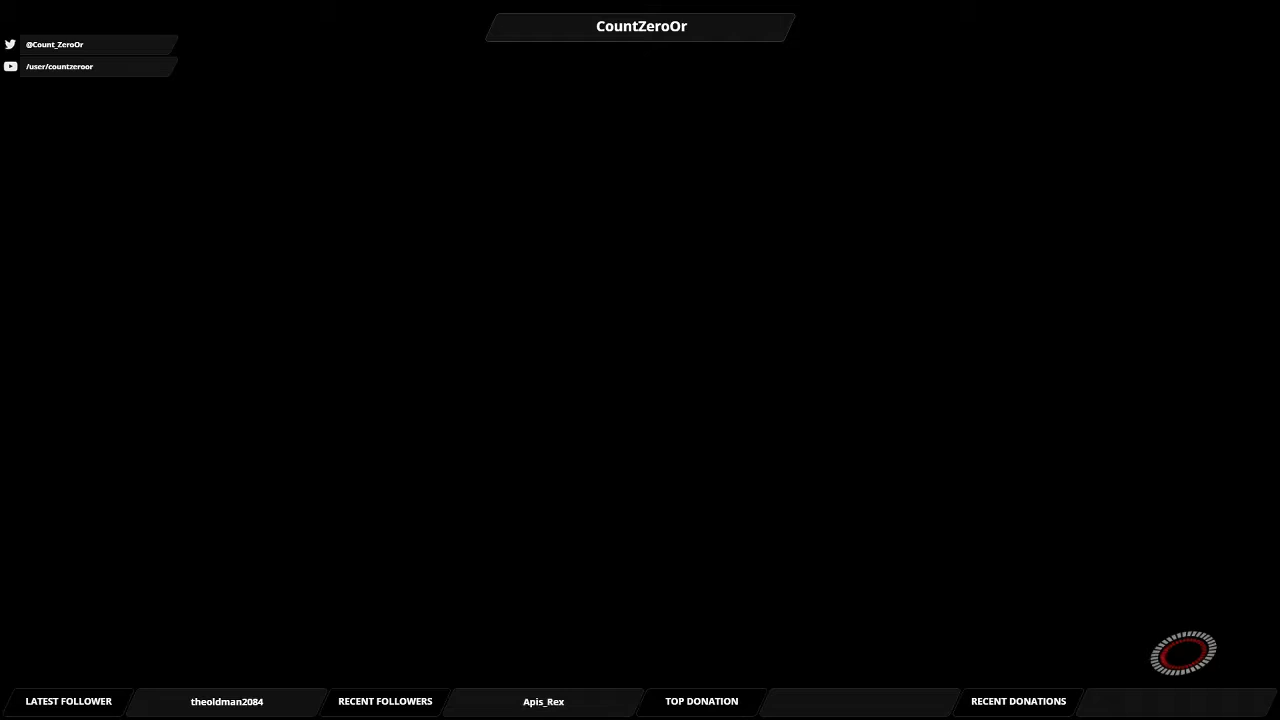 CountZeroOr
@Count_ZeroOr
/user/countzeroor
LATEST FOLLOWER theoldman2084 RECENT FOLLOWERS Apis_Rex TOP DONATION RECENT DONATIONS